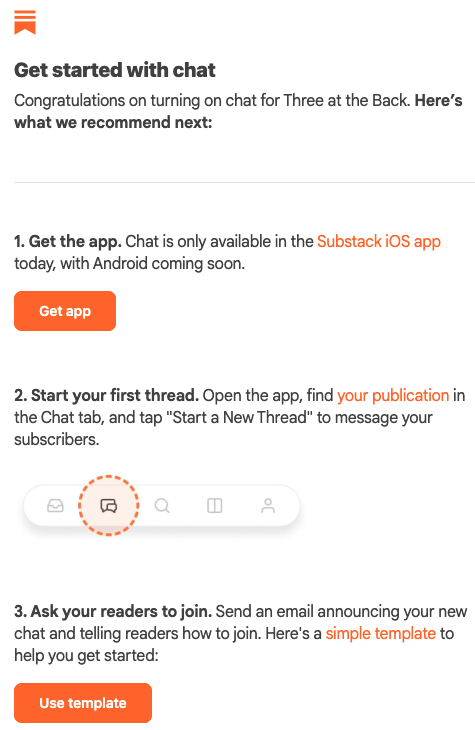 Get started with chat
Congratulations on turning on chat for Three at the Back. Here’s
what we recommend next:
1. Get the app. Chat is only available in the Substack iOS app
today, with Android coming soon.
Get app
2. Start your first thread. Open the app, find your publication in
the Chat tab, and tap "Start a New Thread" to message your
subscribers.
3. Ask your readers to join. Send an email announcing your new
chat and telling readers how to join. Here's a simple template to
help you get started:
Use template